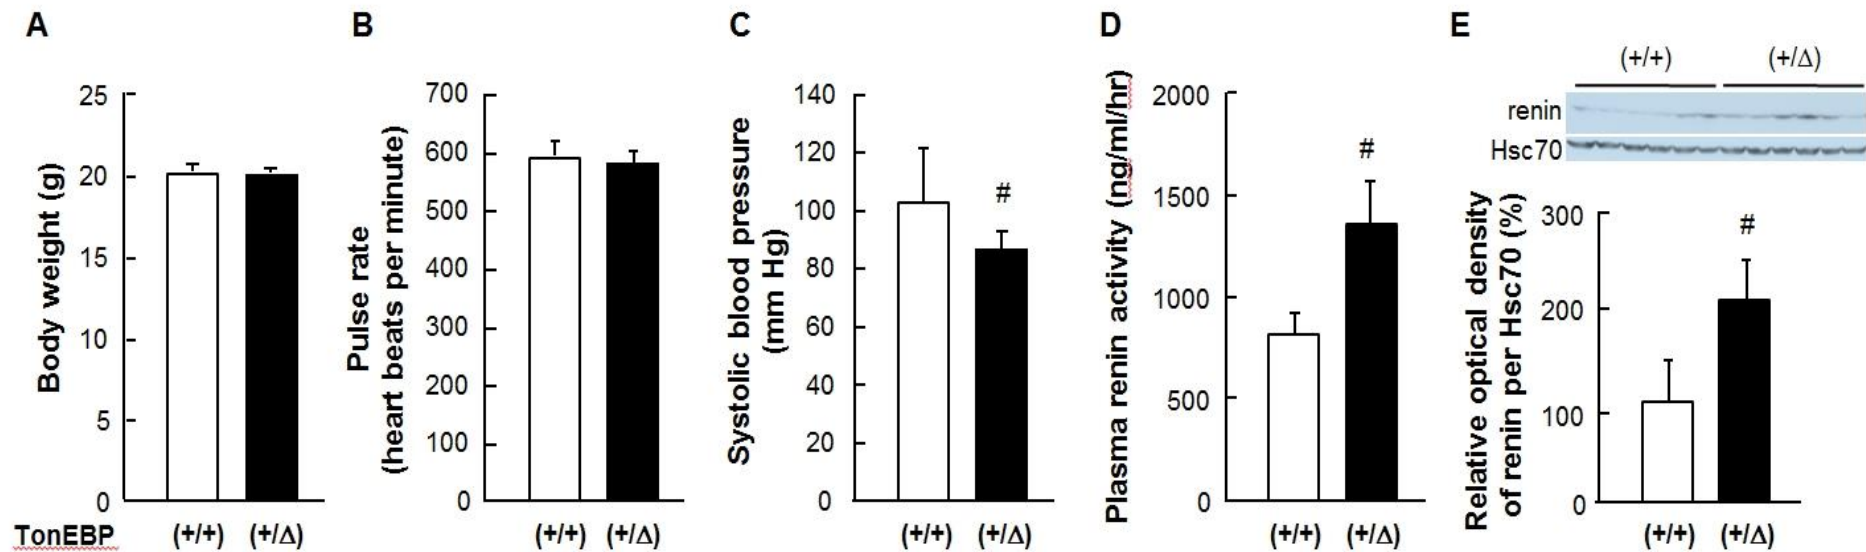 A
Body weight (g)
25
20
15
10
5
0
TonEBP
(+/+) (+/Δ)
B
Pulse rate
(heart beats per minute)
700
600
500
400
300
200
100
0
(+/+) (+/Δ)
C
Systolic blood pressure
(mm Hg)
140
120
100
80
60
40
20
0
#
(+/+) (+/Δ)
D
Plasma renin activity (ng/ml/hr)
2000
1500
1000
500
0
#
(+/+) (+/Δ)
E
(+/+) (+/Δ)
renin
Hsc70
Relative optical density
of renin per Hsc70 (%)
300
200
100
0
#
(+/+) (+/Δ)